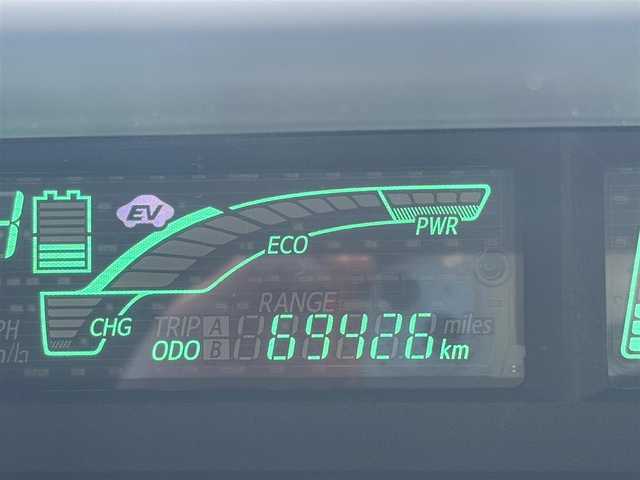 EV
ECO
PWR
RANGE
CHG
TRIP A miles
ODO B 69426 km